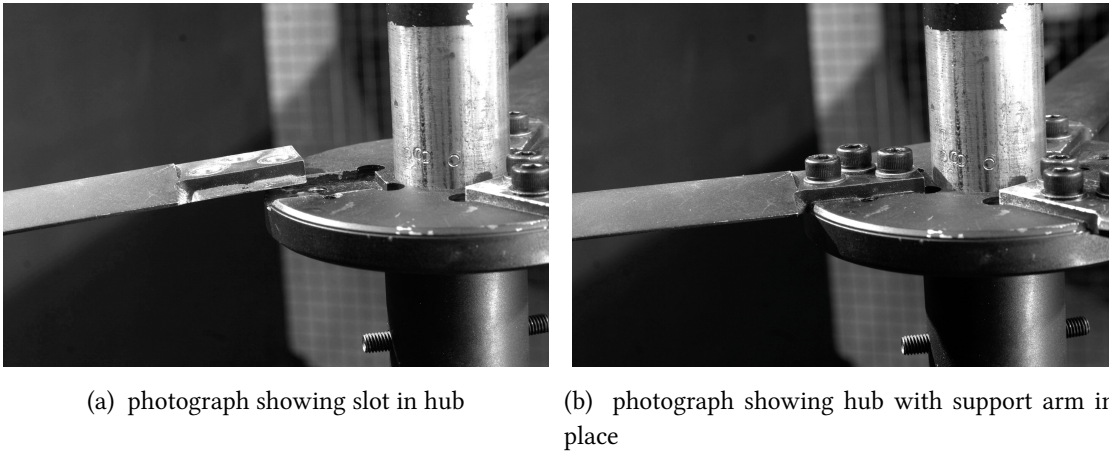 (a) photograph showing slot in hub
(b) photograph showing hub with support arm in
place